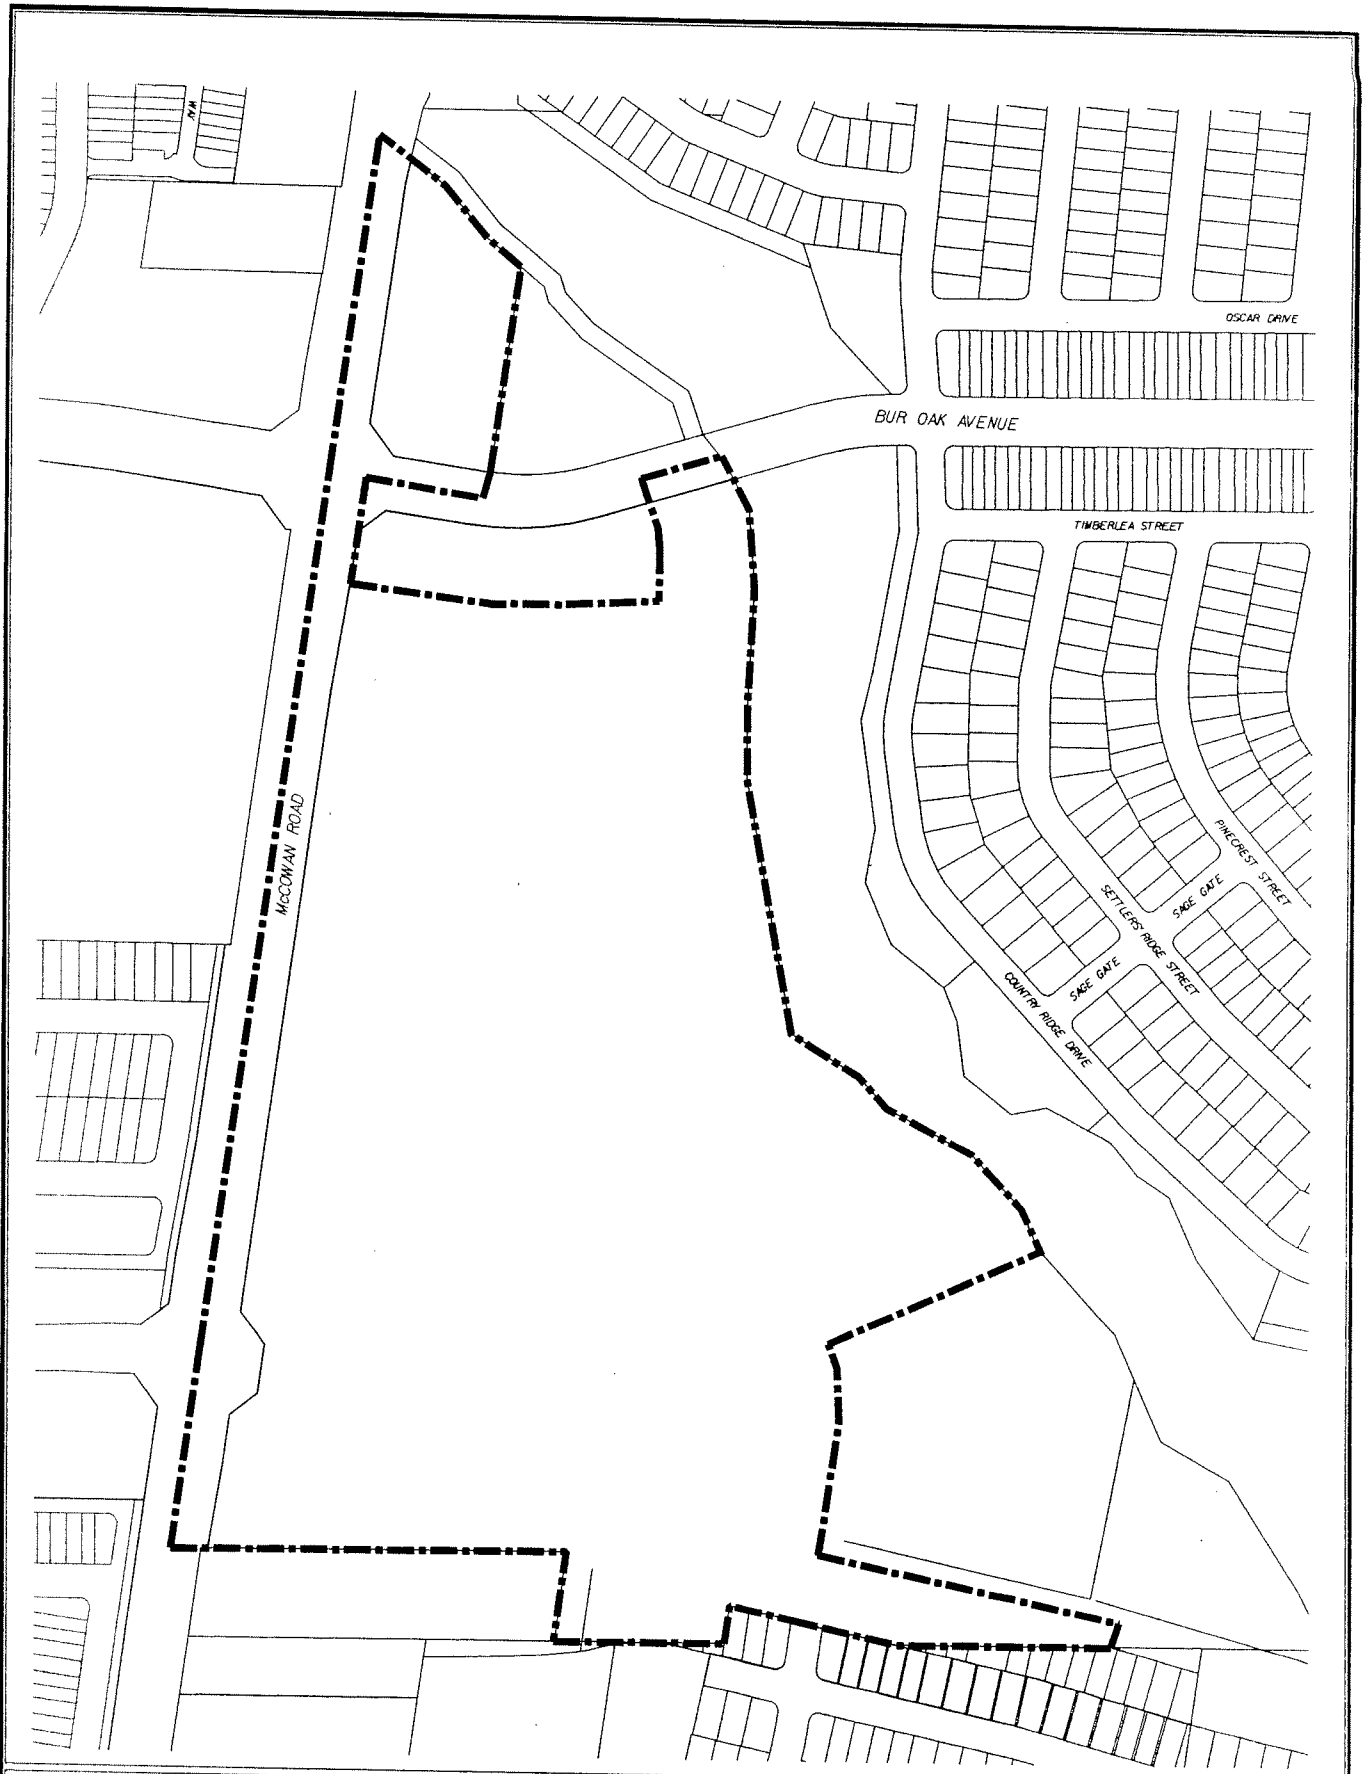 WAY
OSCAR DRIVE
BUR OAK AVENUE
TIMBERLEA STREET
McCOWAN ROAD
PINECREST STREET
SAGE GATE
SETTLERS' RIDGE STREET
SAGE GATE
COUNTRY RIDGE DRIVE